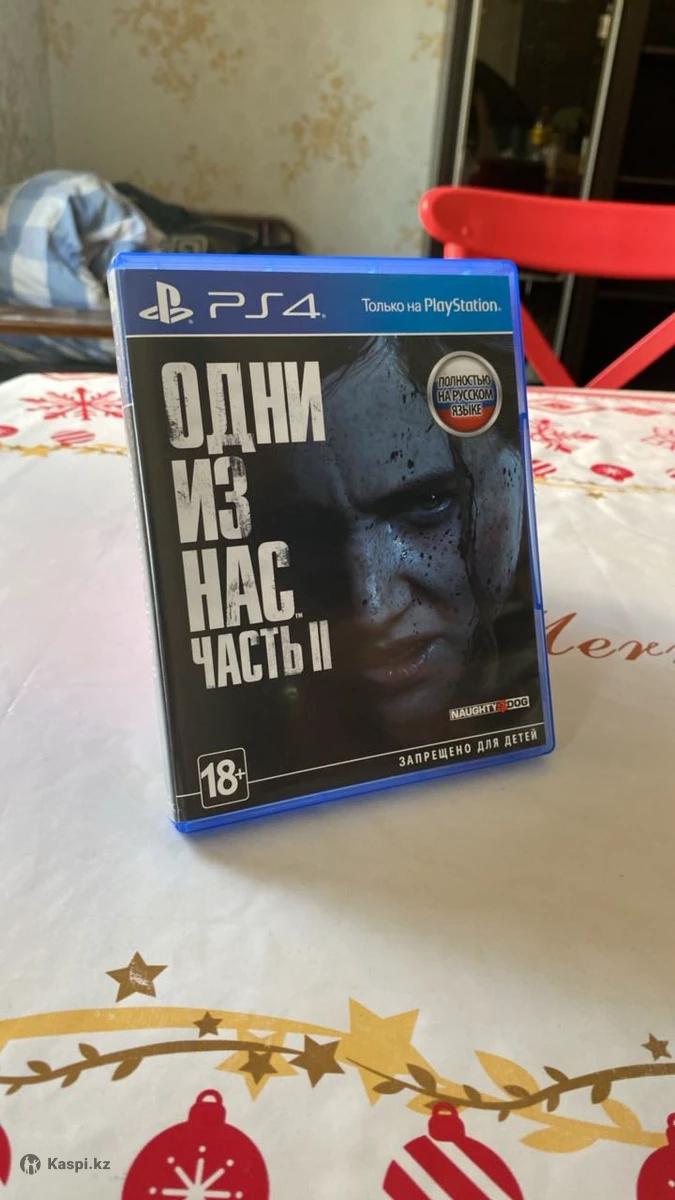 PS4
Только на PlayStation
ПОЛНОСТЬЮ
НА РУССКОМ
ЯЗЫКЕ
ОДНИ
ИЗ
НАС™
ЧАСТЬ II
NAUGHTY DOG
18+
ЗАПРЕЩЕНО ДЛЯ ДЕТЕЙ
Kaspi.kz